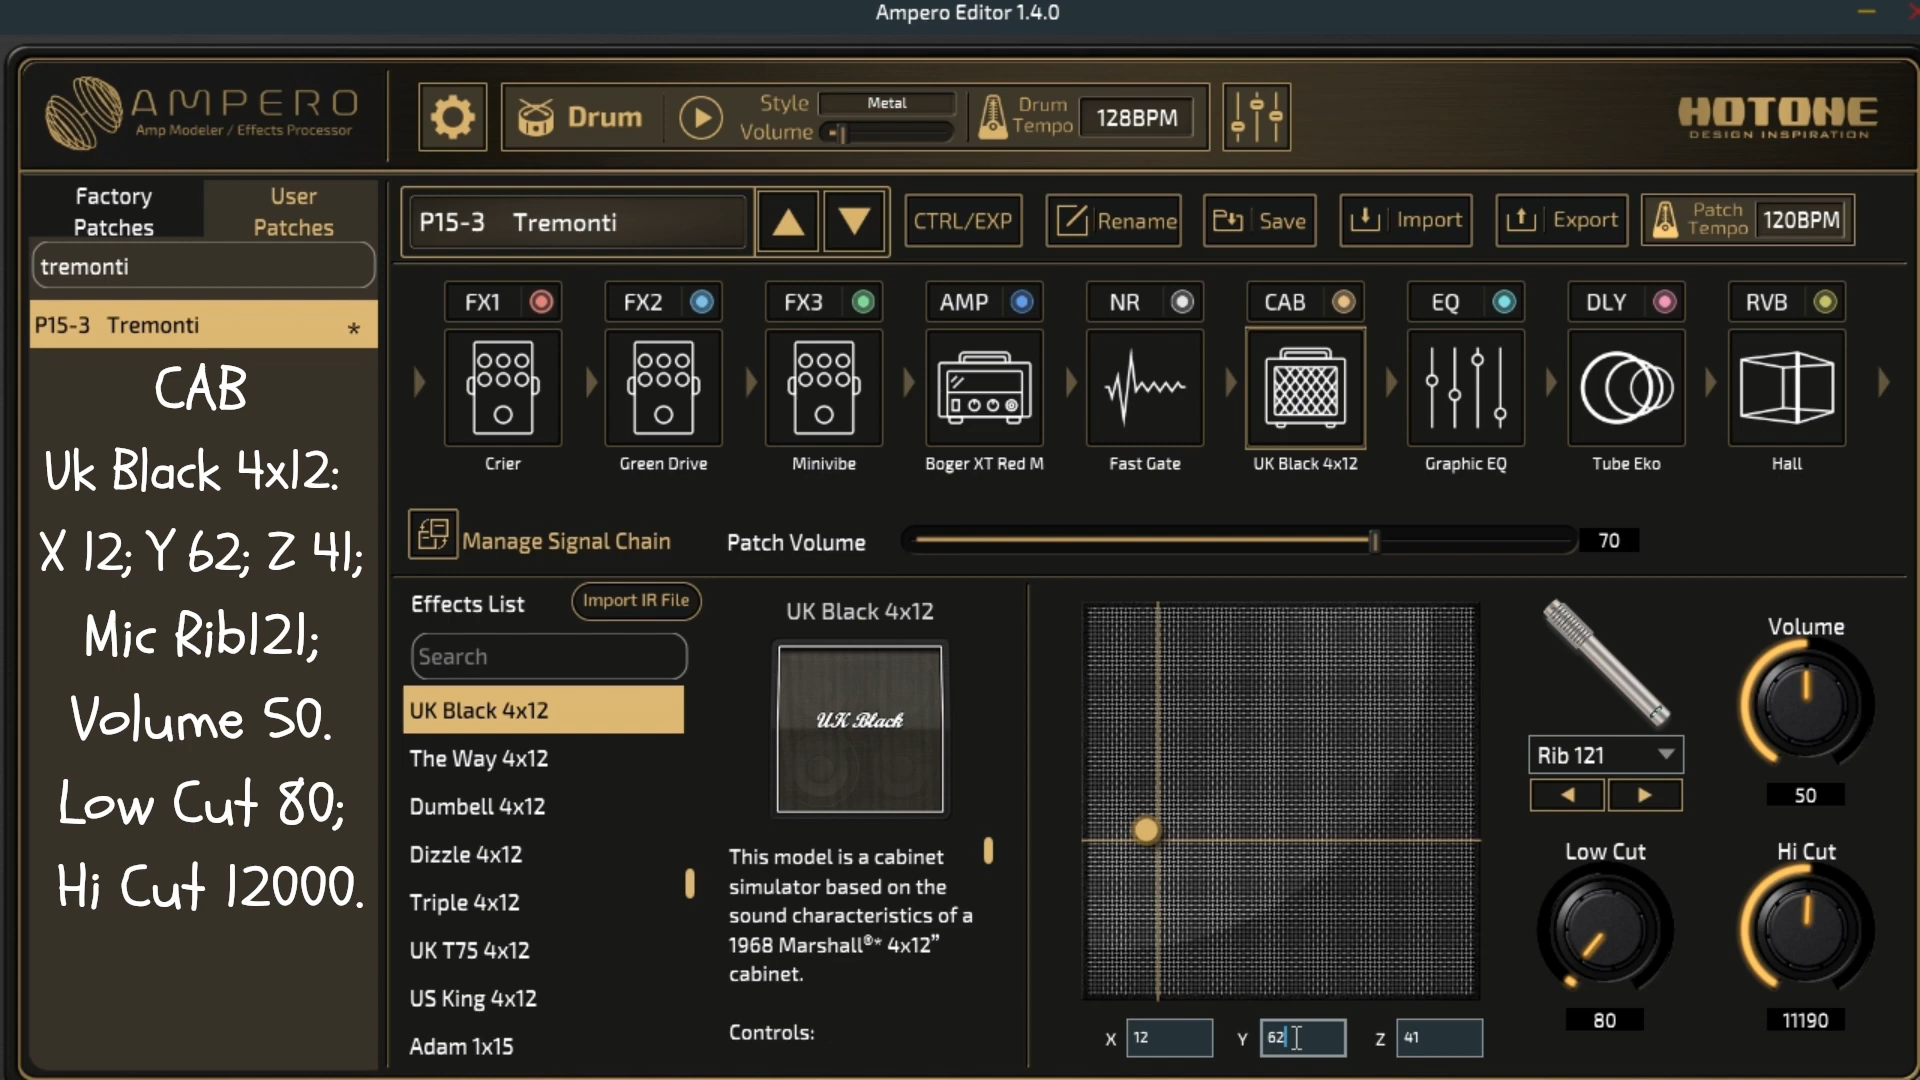 Ampero Editor 1.4.0
AMPERO
Amp Modeler / Effects Processor
Drum
Style
Metal
Volume
Drum
Tempo
128BPM
HOTONE
DESIGN INSPIRATION
Factory
Patches
User
Patches
tremonti
P15-3 Tremonti *
P15-3 Tremonti
CTRL/EXP
Rename
Save
Import
Export
Patch
Tempo
120BPM
FX1
FX2
FX3
AMP
NR
CAB
EQ
DLY
RVB
Crier
Green Drive
Minivibe
Boger XT Red M
Fast Gate
UK Black 4x12
Graphic EQ
Tube Eko
Hall
CAB
Uk Black 4x12:
X 12; Y 62; Z 41;
Mic Rib121;
Volume 50.
Low Cut 80;
Hi Cut 12000.
Manage Signal Chain
Patch Volume
70
Effects List
Import IR File
Search
UK Black 4x12
The Way 4x12
Dumbell 4x12
Dizzle 4x12
Triple 4x12
UK T75 4x12
US King 4x12
Adam 1x15
UK Black 4x12
UK Black
This model is a cabinet
simulator based on the
sound characteristics of a
1968 Marshall®* 4x12”
cabinet.
Controls:
X 12
Y 62
Z 41
Rib 121
Volume
50
Low Cut
80
Hi Cut
11190